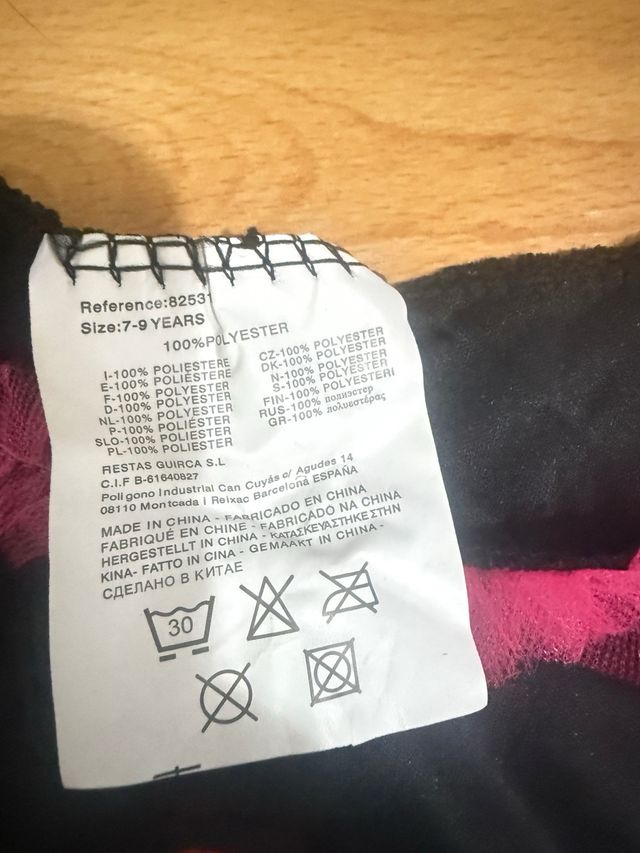 Reference:82531
Size:7-9 YEARS
100%POLYESTER
I-100% POLIESTERE
E-100% POLIÉSTERE
F-100% POLYESTER
D-100% POLYESTER
NL-100% POLYESTER
P-100% POLIÉSTER
SLO-100% POLIESTER
PL-100% POLIESTER
CZ-100% POLYESTER
DK-100% POLYESTER
N-100% POLYESTER
S-100% POLYESTER
FIN-100% POLYESTERI
RUS-100% полиэстер
GR-100% πολυεστέρας
RESTAS GUIRCA S.L
C.I.F B-61640827
Poligono Industrial Can Cuyás c/ Agudes 14
08110 Montcada i Reixac Barcelona ESPAÑA
MADE IN CHINA - FABRICADO EN CHINA
FABRIQUÉ EN CHINE - FABRICADO NA CHINA
HERGESTELLT IN CHINA - ΚΑΤΑΣΚΕΥΑΣΤΗΚΕ ΣΤΗΝ
ΚΙΝΑ- FATTO IN CINA - GEMAAKT IN CHINA -
СДЕЛАНО В КИТАЕ
30